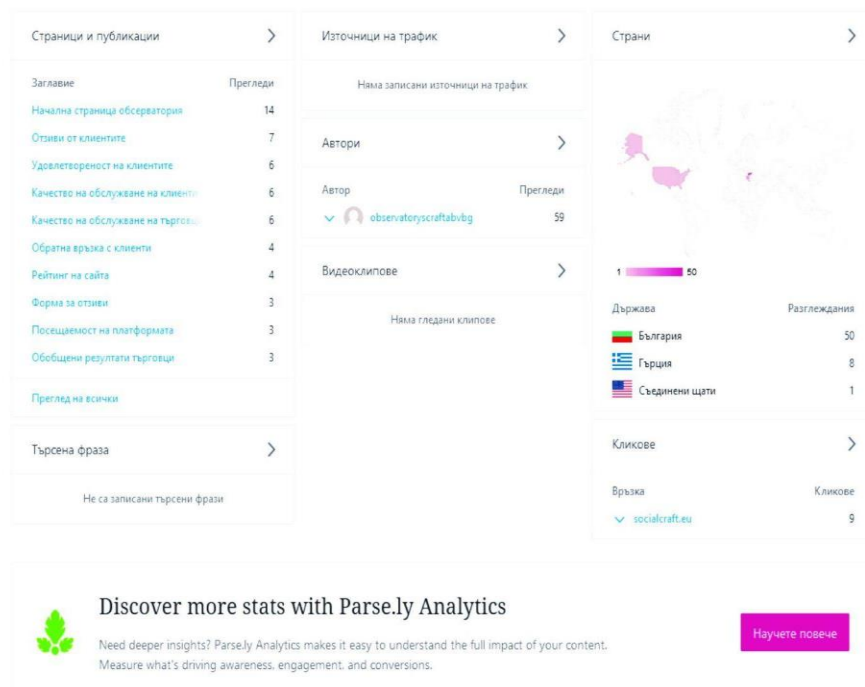 Страници и публикации
Заглавие Прегледи
Начална страница обсерватория 14
Отзиви от клиентите 7
Удовлетвореност на клиентите 6
Качество на обслужване на клиенти 6
Качество на обслужване на търговц 6
Обратна връзка с клиенти 4
Рейтинг на сайта 4
Форма за отзиви 3
Посещаемост на платформата 3
Обобщени резултати търговци 3
Преглед на всички
Търсена фраза
Не са записани търсени фрази
Източници на трафик
Няма записани източници на трафик
Автори
Автор Прегледи
observatoryscraftabvbg 59
Видеоклипове
Няма гледани клипове
Страни
1 50
Държава Разглеждания
България 50
Гърция 8
Съединени щати 1
Кликове
Връзка Кликове
socialcraft.eu 9
Discover more stats with Parse.ly Analytics
Need deeper insights? Parse.ly Analytics makes it easy to understand the full impact of your content.
Measure what's driving awareness, engagement, and conversions.
Научете повече